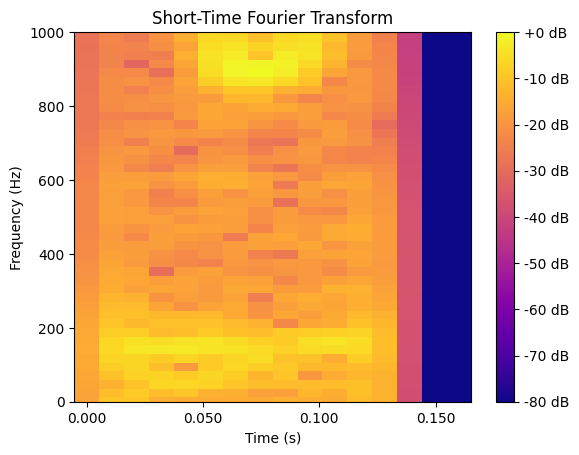 Short-Time Fourier Transform
1000
800
600
400
200
0
Frequency (Hz)
0.000
0.050
0.100
0.150
Time (s)
+0 dB
-10 dB
-20 dB
-30 dB
-40 dB
-50 dB
-60 dB
-70 dB
-80 dB